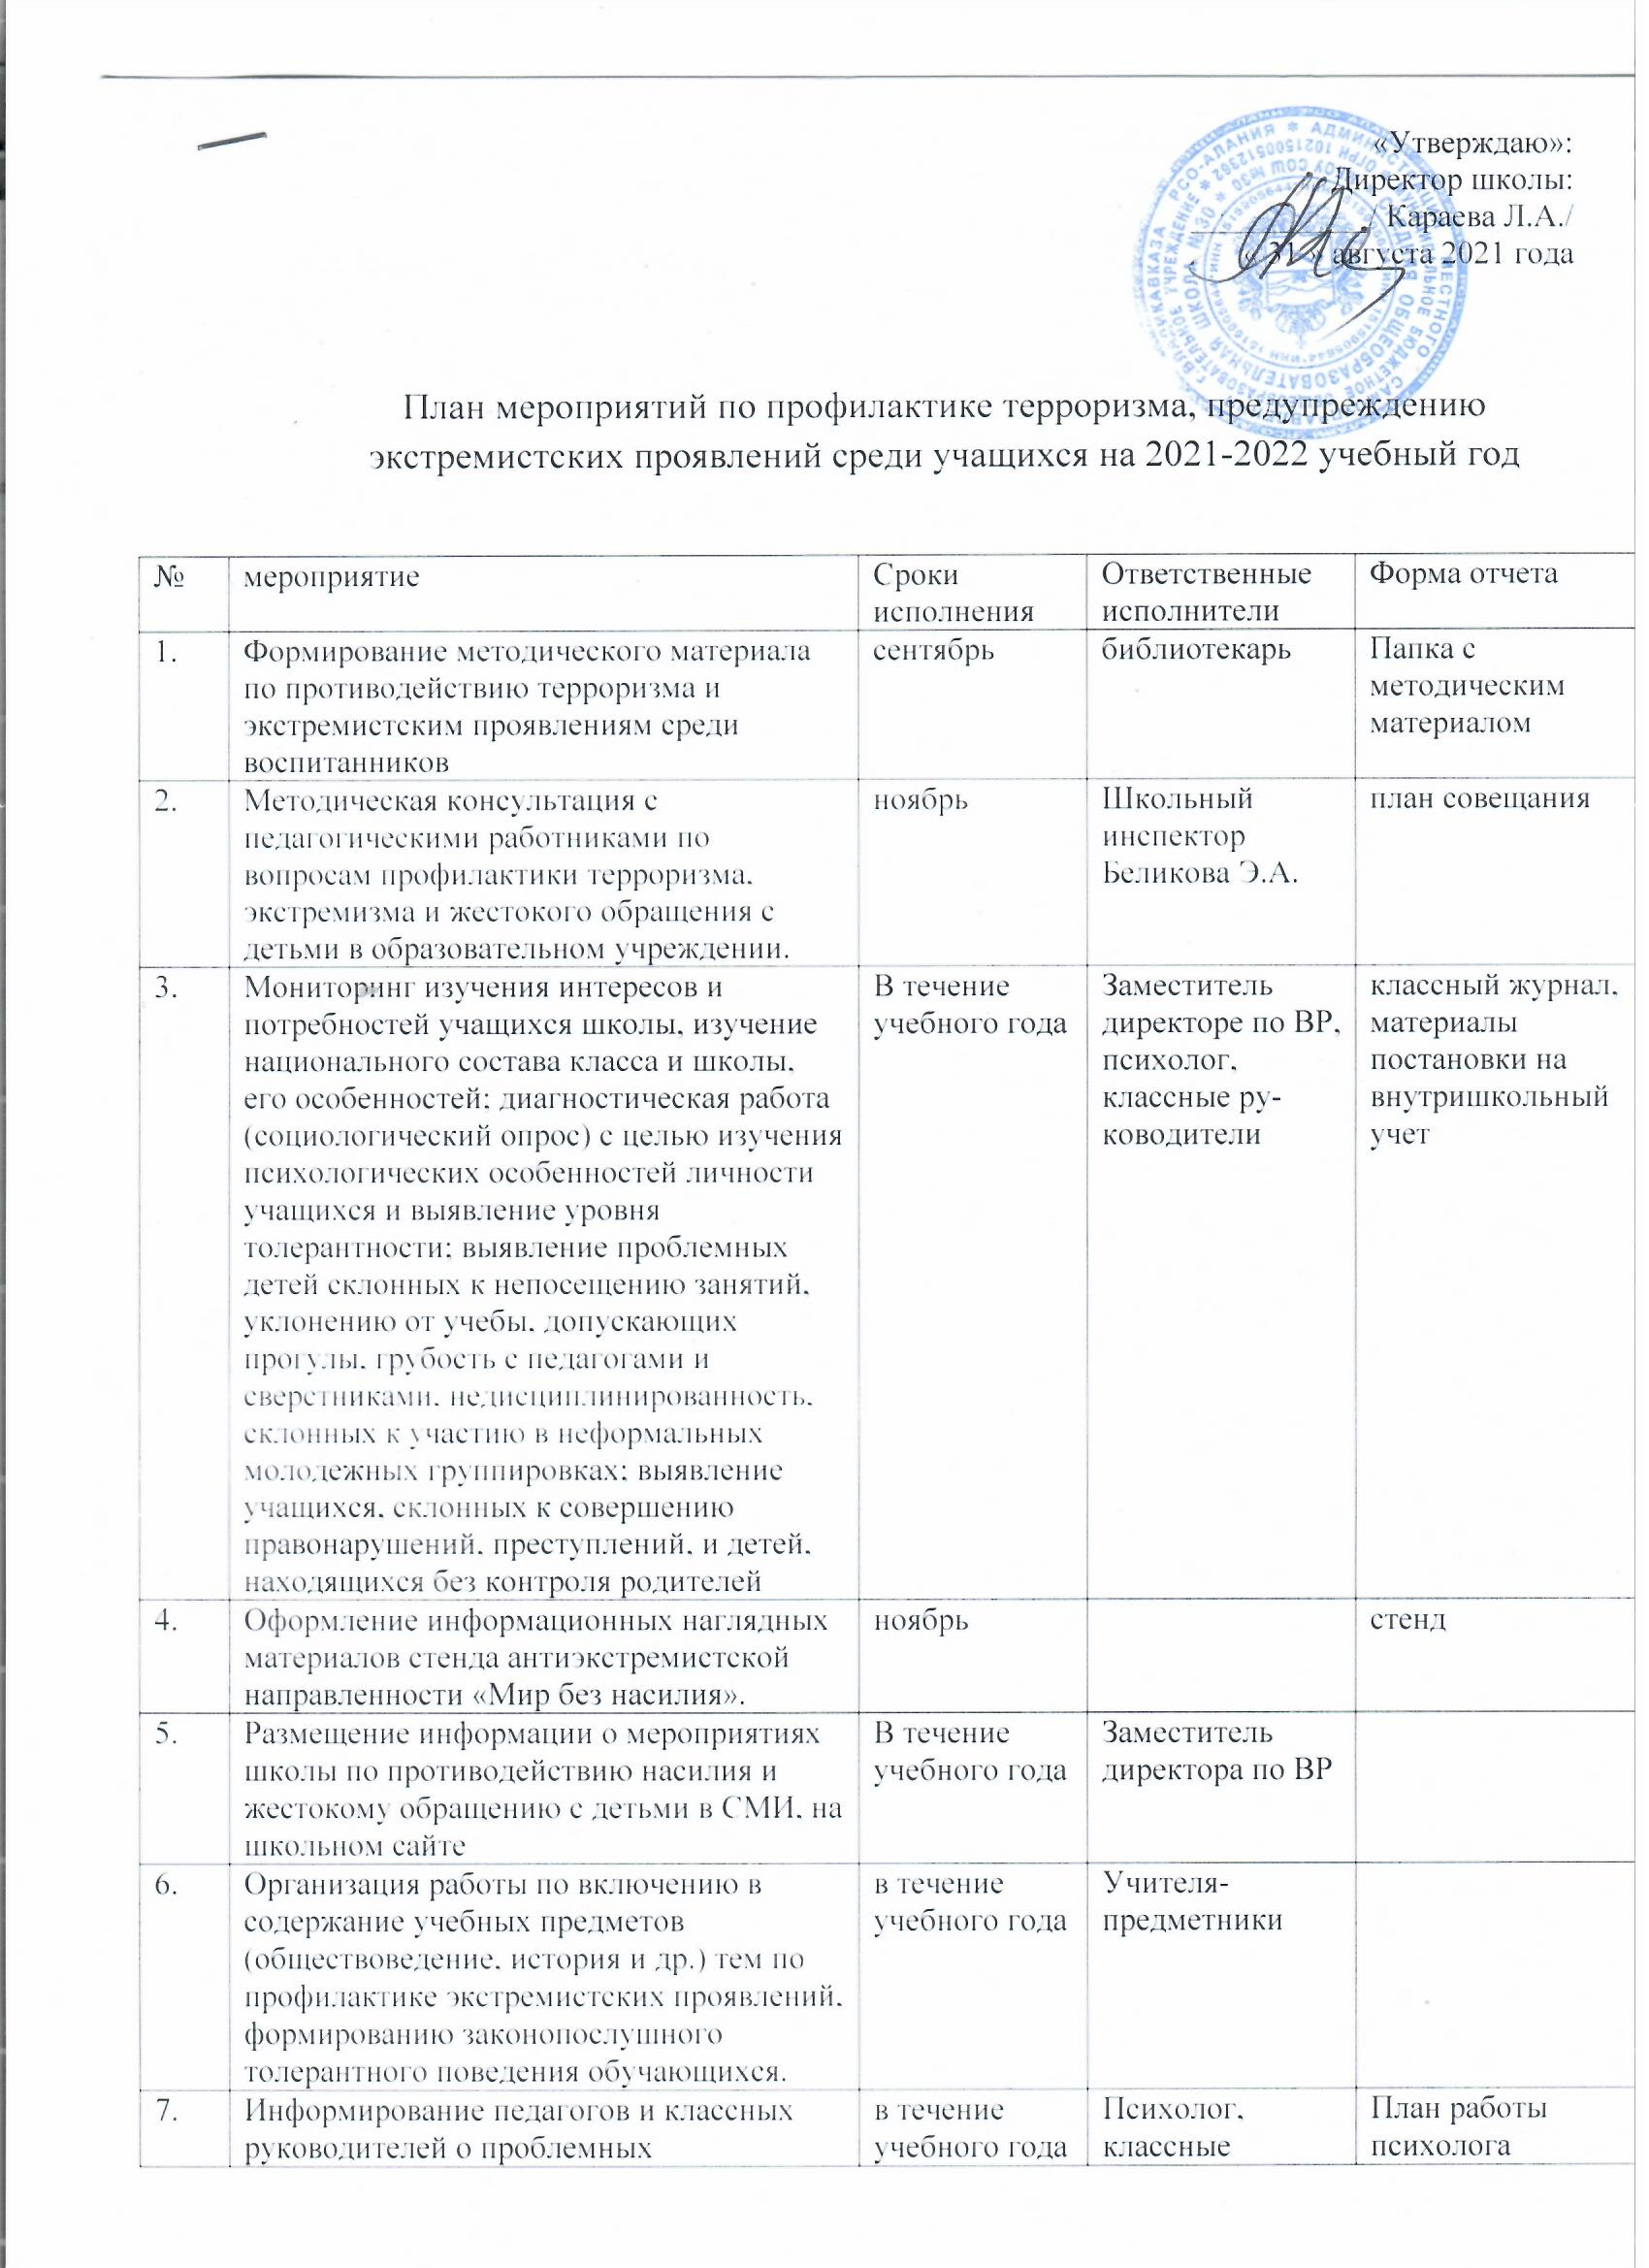 «Утверждаю»:
Директор школы:
/ Караева Л.А./
31 » августа 2021 года
План мероприятий по профилактике терроризма, предупреждению
экстремистских проявлений среди учащихся на 2021-2022 учебный год
№ мероприятие Сроки исполнения Ответственные исполнители Форма отчета
1.
Формирование методического материала
по противодействию терроризма и
экстремистским проявлениям среди
воспитанников
сентябрь
библиотекарь
Папка с
методическим
материалом
2.
Методическая консультация с
педагогическими работниками по
вопросам профилактики терроризма,
экстремизма и жестокого обращения с
детьми в образовательном учреждении.
ноябрь
Школьный
инспектор
Беликова Э.А.
план совещания
3.
Мониторинг изучения интересов и
потребностей учащихся школы, изучение
национального состава класса и школы,
его особенностей; диагностическая работа
(социологический опрос) с целью изучения
психологических особенностей личности
учащихся и выявление уровня
толерантности; выявление проблемных
детей склонных к непосещению занятий,
уклонению от учебы, допускающих
прогулы, грубость с педагогами и
сверстниками, недисциплинированность,
склонных к участию в неформальных
молодежных группировках; выявление
учащихся, склонных к совершению
правонарушений, преступлений, и детей,
находящихся без контроля родителей
В течение
учебного года
Заместитель
директоре по ВР,
психолог,
классные ру-
ководители
классный журнал,
материалы
постановки на
внутришкольный
учет
4.
Оформление информационных наглядных
материалов стенда антиэкстремистской
направленности «Мир без насилия».
ноябрь
стенд
5.
Размещение информации о мероприятиях
школы по противодействию насилия и
жестокому обращению с детьми в СМИ, на
школьном сайте
В течение
учебного года
Заместитель
директора по ВР
6.
Организация работы по включению в
содержание учебных предметов
(обществоведение, история и др.) тем по
профилактике экстремистских проявлений,
формированию законопослушного
толерантного поведения обучающихся.
в течение
учебного года
Учителя-
предметники
7.
Информирование педагогов и классных
руководителей о проблемных
в течение
учебного года
Психолог,
классные
План работы
психолога